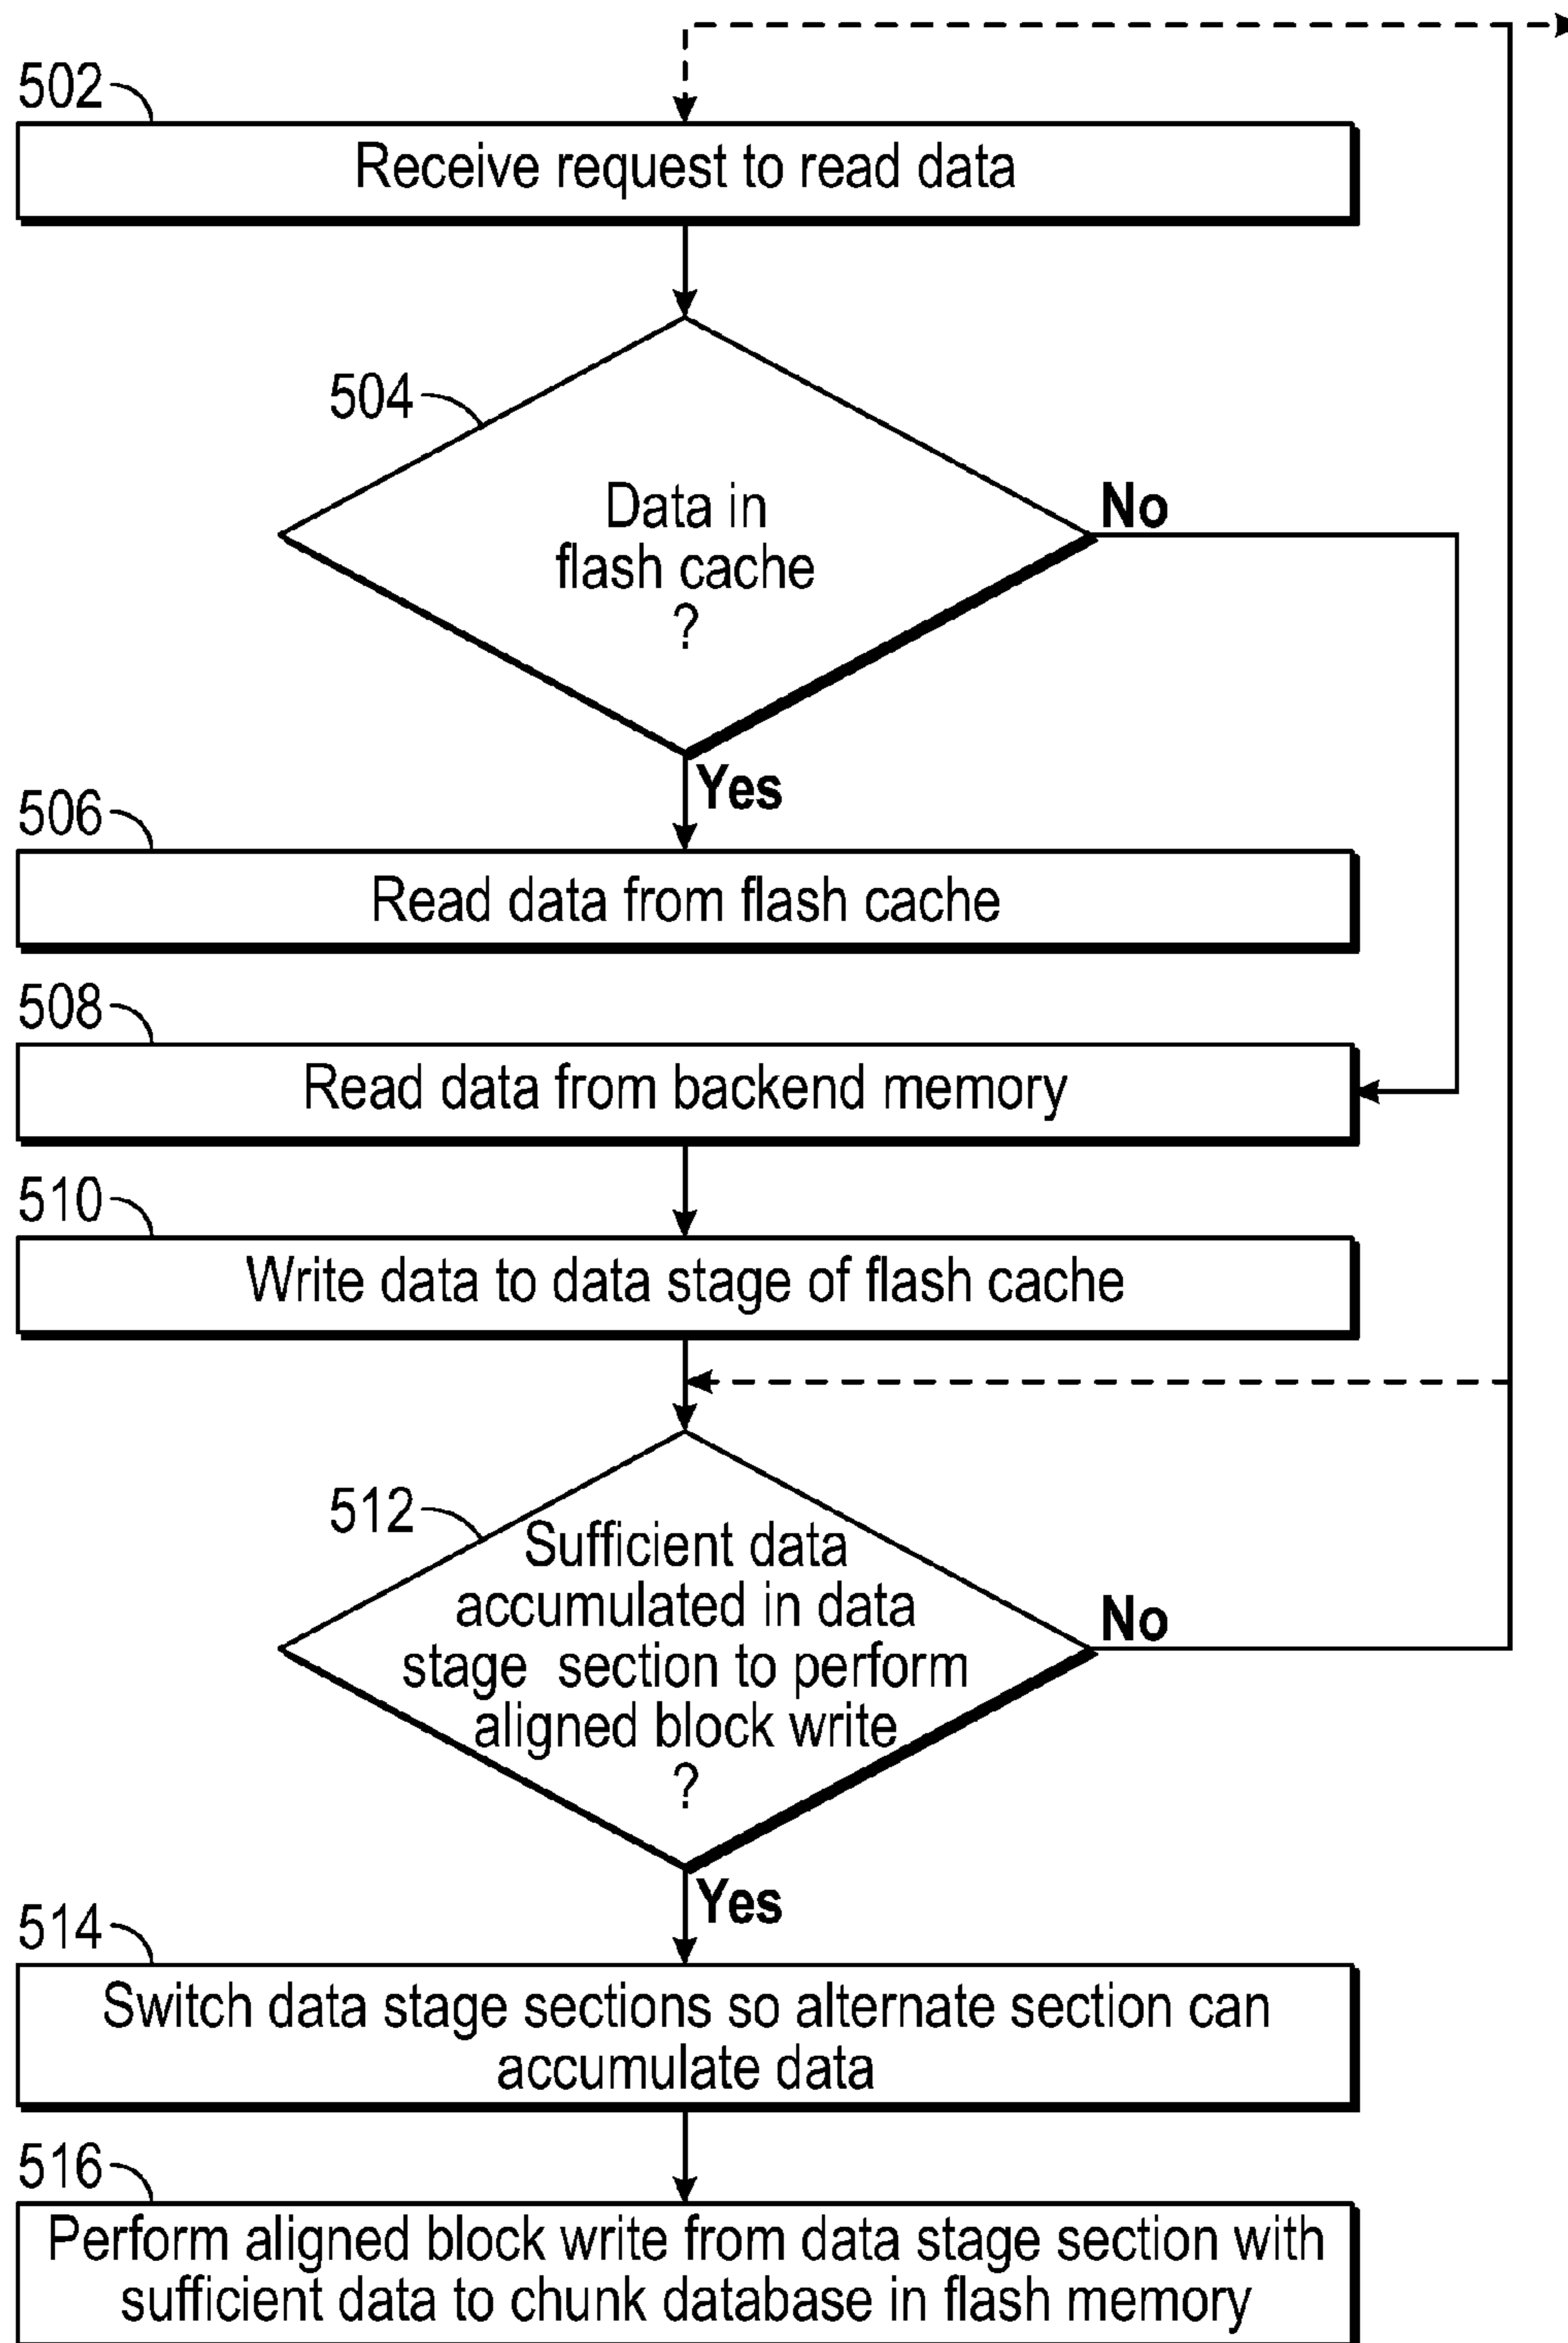 502
Receive request to read data
504
Data in
flash cache
?
No
Yes
506
Read data from flash cache
508
Read data from backend memory
510
Write data to data stage of flash cache
512
Sufficient data
accumulated in data
stage section to perform
aligned block write
?
No
Yes
514
Switch data stage sections so alternate section can
accumulate data
516
Perform aligned block write from data stage section with
sufficient data to chunk database in flash memory